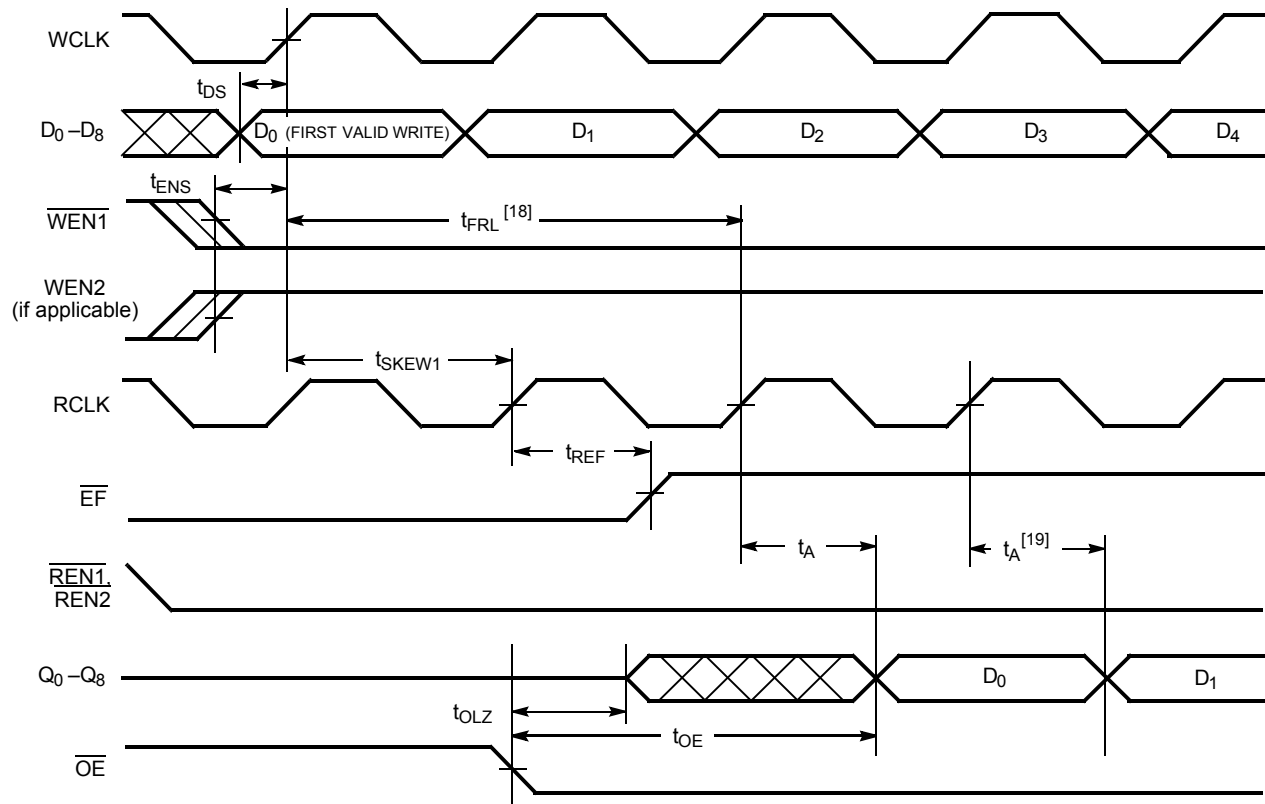 WCLK
tDS
D0 –D8
D0 (FIRST VALID WRITE)
D1
D2
D3
D4
tENS
WEN1
tFRL [18]
WEN2
(if applicable)
tSKEW1
RCLK
tREF
EF
tA
tA[19]
REN1,
REN2
Q0 –Q8
D0
D1
tOLZ
tOE
OE